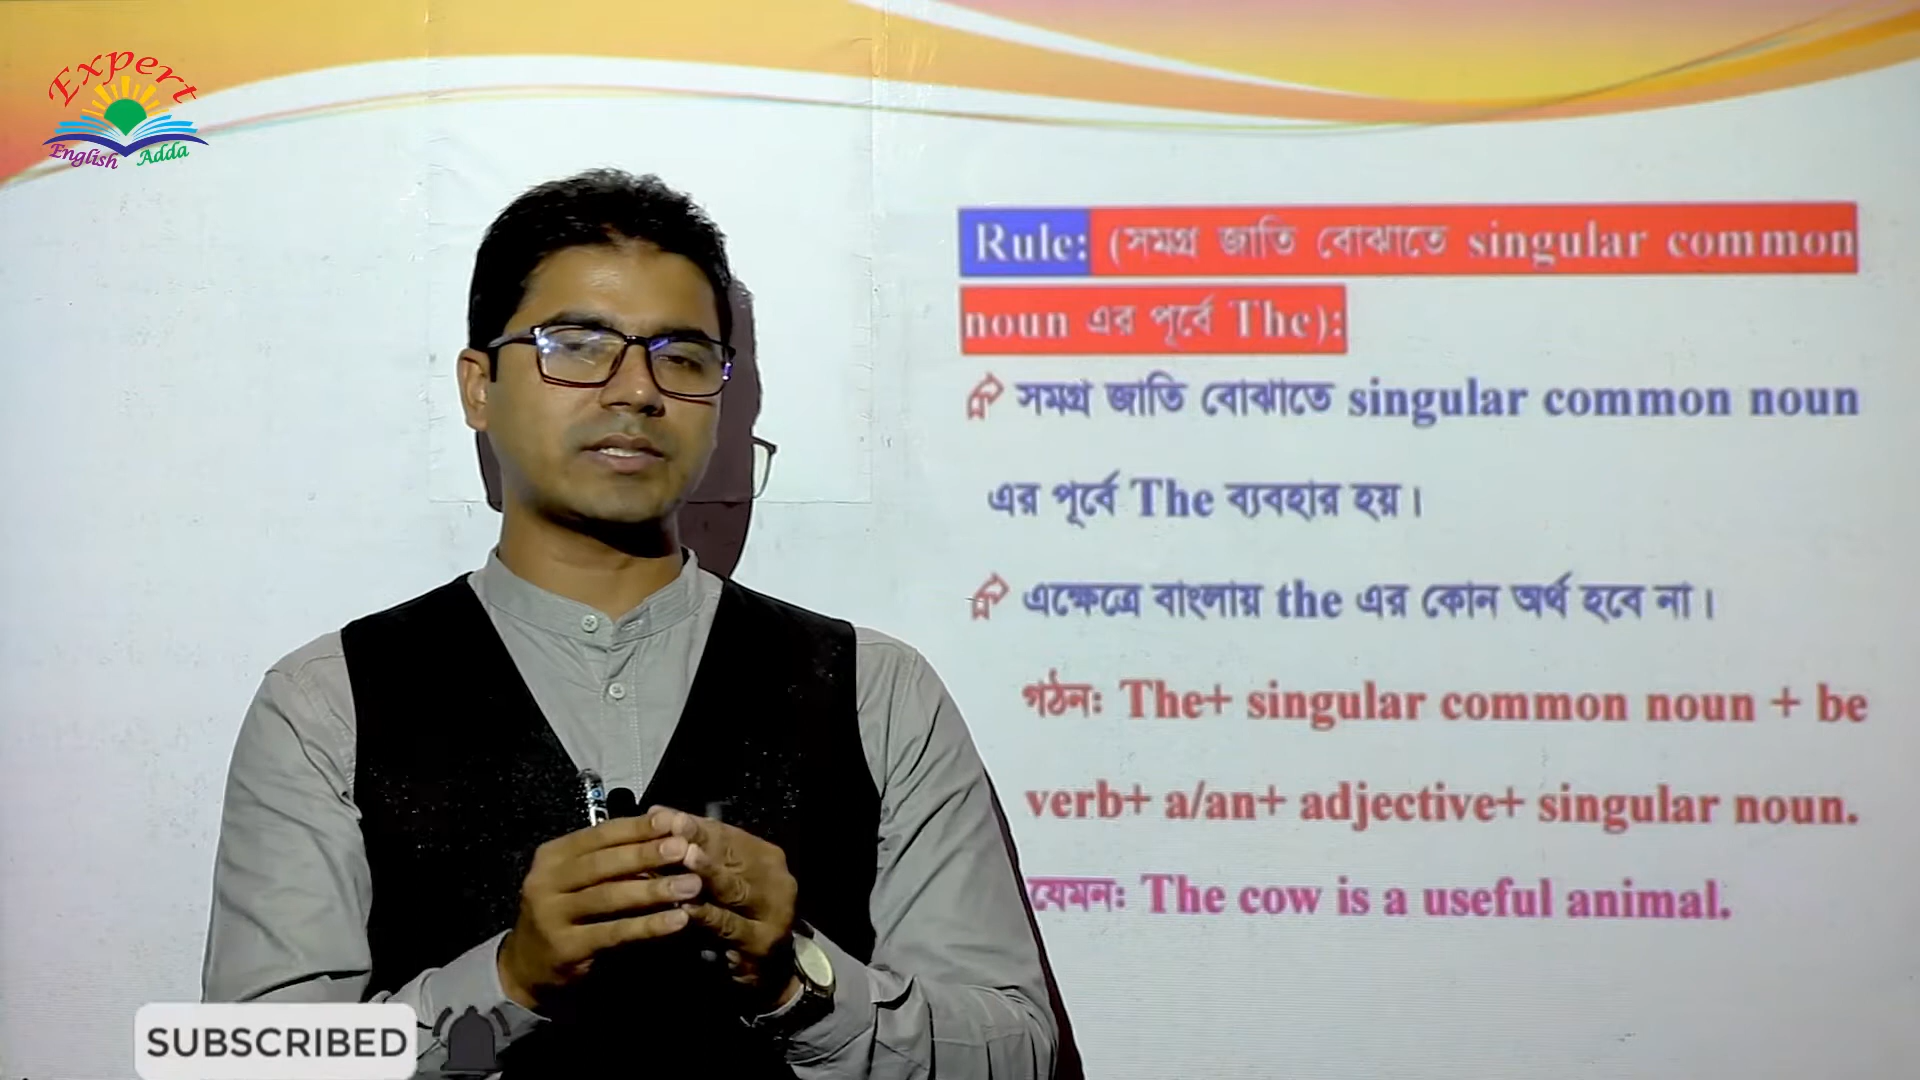 Expert
English Adda
Rule: (সমগ্র জাতি বোঝাতে singular common
noun এর পূর্বে The):
সমগ্র জাতি বোঝাতে singular common noun
এর পূর্বে The ব্যবহার হয়।
এক্ষেত্রে বাংলায় the এর কোন অর্থ হবে না।
গঠনঃ The+ singular common noun + be
verb+ a/an+ adjective+ singular noun.
যেমনঃ The cow is a useful animal.
SUBSCRIBED